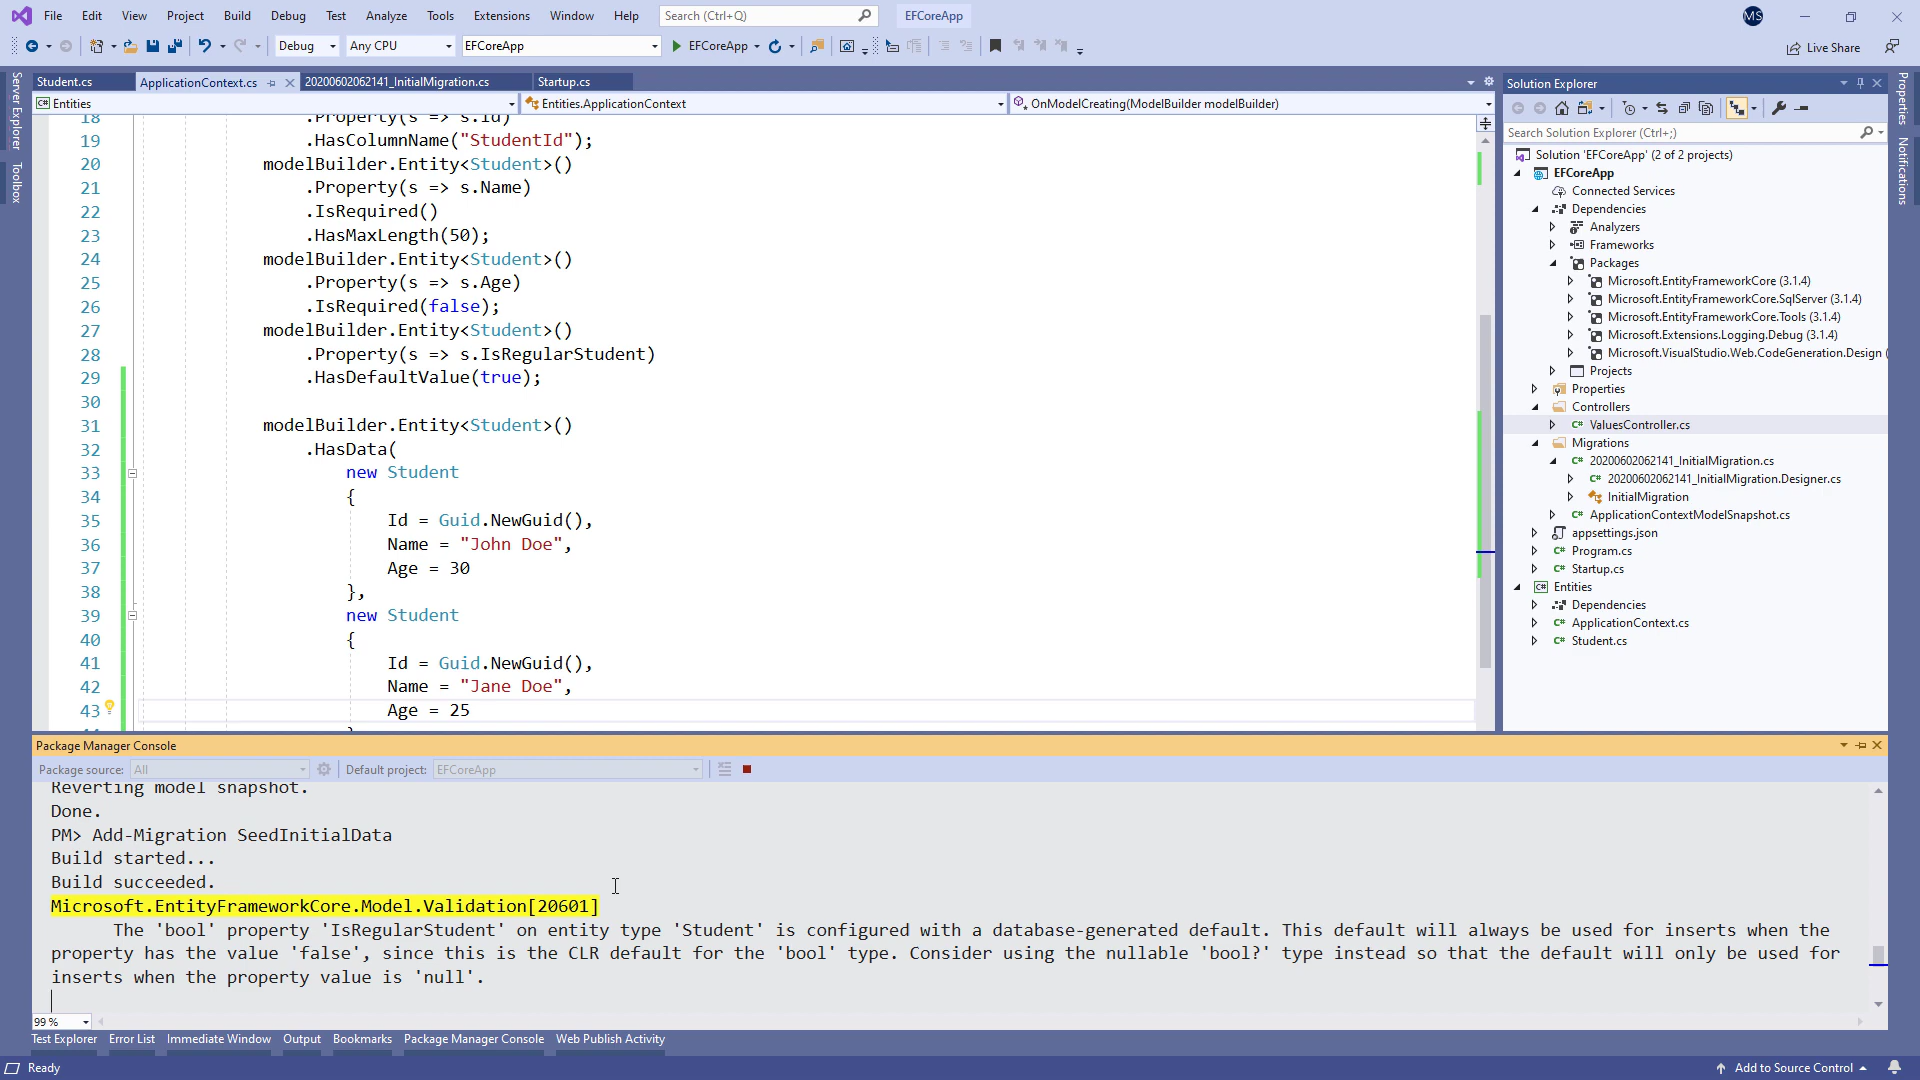 File Edit View Project Build Debug Test Analyze Tools Extensions Window Help Search (Ctrl+Q) EFCoreApp MS
Debug Any CPU EFCoreApp EFCoreApp Live Share
Server Explorer
Toolbox
Student.cs ApplicationContext.cs 20200602062141_InitialMigration.cs Startup.cs
Entities Entities.ApplicationContext OnModelCreating(ModelBuilder modelBuilder)
18 .Property(s => s.Id)
19 .HasColumnName("StudentId");
20 modelBuilder.Entity<Student>()
21 .Property(s => s.Name)
22 .IsRequired()
23 .HasMaxLength(50);
24 modelBuilder.Entity<Student>()
25 .Property(s => s.Age)
26 .IsRequired(false);
27 modelBuilder.Entity<Student>()
28 .Property(s => s.IsRegularStudent)
29 .HasDefaultValue(true);
30
31 modelBuilder.Entity<Student>()
32 .HasData(
33 new Student
34 {
35 Id = Guid.NewGuid(),
36 Name = "John Doe",
37 Age = 30
38 },
39 new Student
40 {
41 Id = Guid.NewGuid(),
42 Name = "Jane Doe",
43 Age = 25
Solution Explorer
Search Solution Explorer (Ctrl+;)
Solution 'EFCoreApp' (2 of 2 projects)
EFCoreApp
Connected Services
Dependencies
Analyzers
Frameworks
Packages
Microsoft.EntityFrameworkCore (3.1.4)
Microsoft.EntityFrameworkCore.SqlServer (3.1.4)
Microsoft.EntityFrameworkCore.Tools (3.1.4)
Microsoft.Extensions.Logging.Debug (3.1.4)
Microsoft.VisualStudio.Web.CodeGeneration.Design (
Projects
Properties
Controllers
ValuesController.cs
Migrations
20200602062141_InitialMigration.cs
20200602062141_InitialMigration.Designer.cs
InitialMigration
ApplicationContextModelSnapshot.cs
appsettings.json
Program.cs
Startup.cs
Entities
Dependencies
ApplicationContext.cs
Student.cs
Properties
Notifications
Package Manager Console
Package source: All Default project: EFCoreApp
Reverting model snapshot.
Done.
PM> Add-Migration SeedInitialData
Build started...
Build succeeded.
Microsoft.EntityFrameworkCore.Model.Validation[20601]
The 'bool' property 'IsRegularStudent' on entity type 'Student' is configured with a database-generated default. This default will always be used for inserts when the
property has the value 'false', since this is the CLR default for the 'bool' type. Consider using the nullable 'bool?' type instead so that the default will only be used for
inserts when the property value is 'null'.
99 %
Test Explorer Error List Immediate Window Output Bookmarks Package Manager Console Web Publish Activity
Ready Add to Source Control